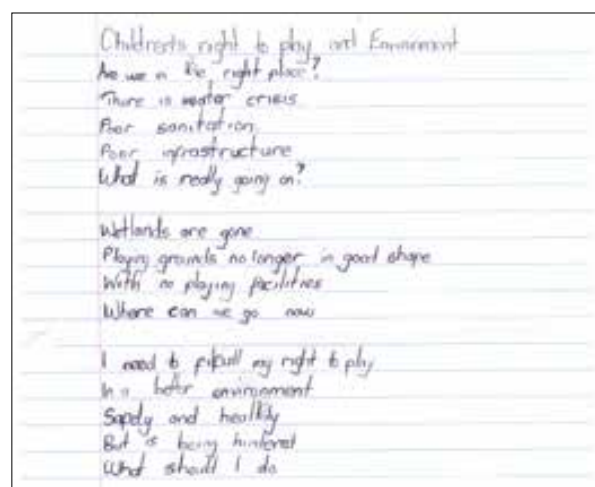 Children's right to play and Environment
Are we in the right place?
There is water crisis
Poor sanitation
Poor infrastructure
What is really going on?
Wetlands are gone
Playing grounds no longer in good shape
With no playing facilities
Where can we go now
I need to fulfill my right to play
In a better environment
Safely and healthily
But is being hindered
What should I do